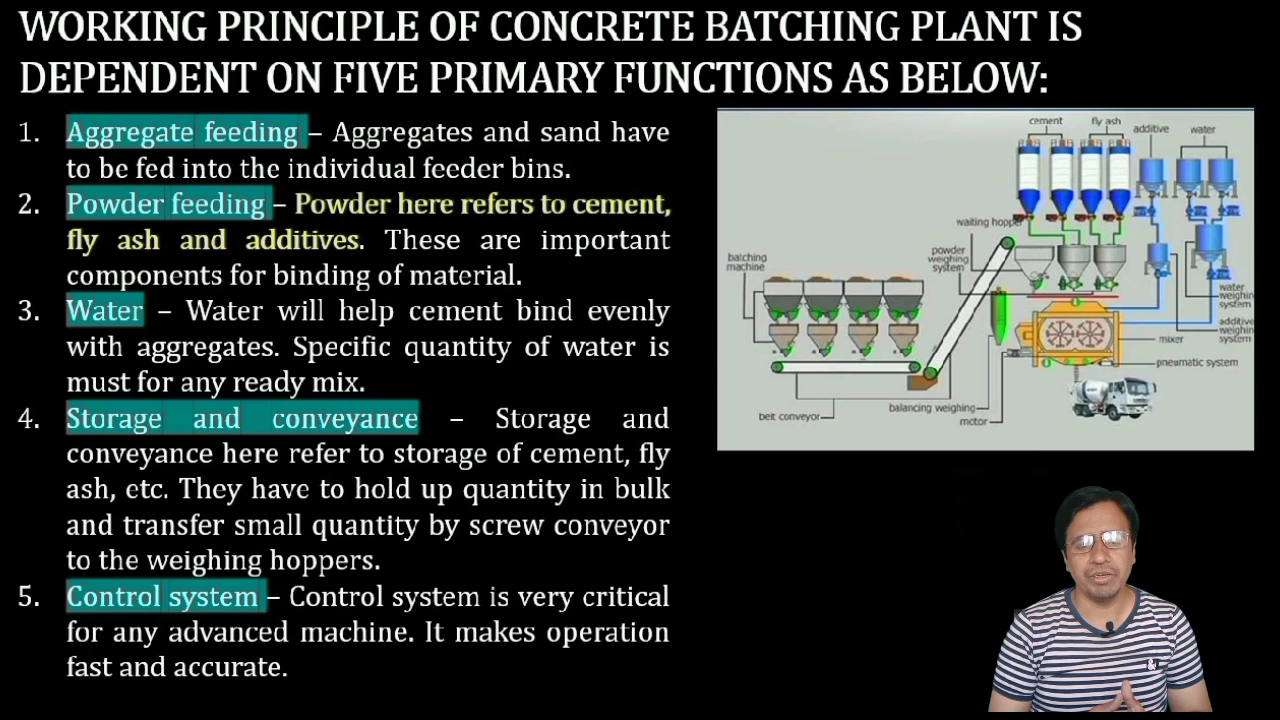 WORKING PRINCIPLE OF CONCRETE BATCHING PLANT IS
DEPENDENT ON FIVE PRIMARY FUNCTIONS AS BELOW:
1. Aggregate feeding – Aggregates and sand have
to be fed into the individual feeder bins.
2. Powder feeding – Powder here refers to cement,
fly ash and additives. These are important
components for binding of material.
3. Water – Water will help cement bind evenly
with aggregates. Specific quantity of water is
must for any ready mix.
4. Storage and conveyance – Storage and
conveyance here refer to storage of cement, fly
ash, etc. They have to hold up quantity in bulk
and transfer small quantity by screw conveyor
to the weighing hoppers.
5. Control system – Control system is very critical
for any advanced machine. It makes operation
fast and accurate.
cement
fly ash
additive
water
waiting hopper
powder
weighing
system
batching
machine
water
weighin
system
additive
weighin
system
mixer
pneumatic system
balancing weighing
motor
belt conveyor
&